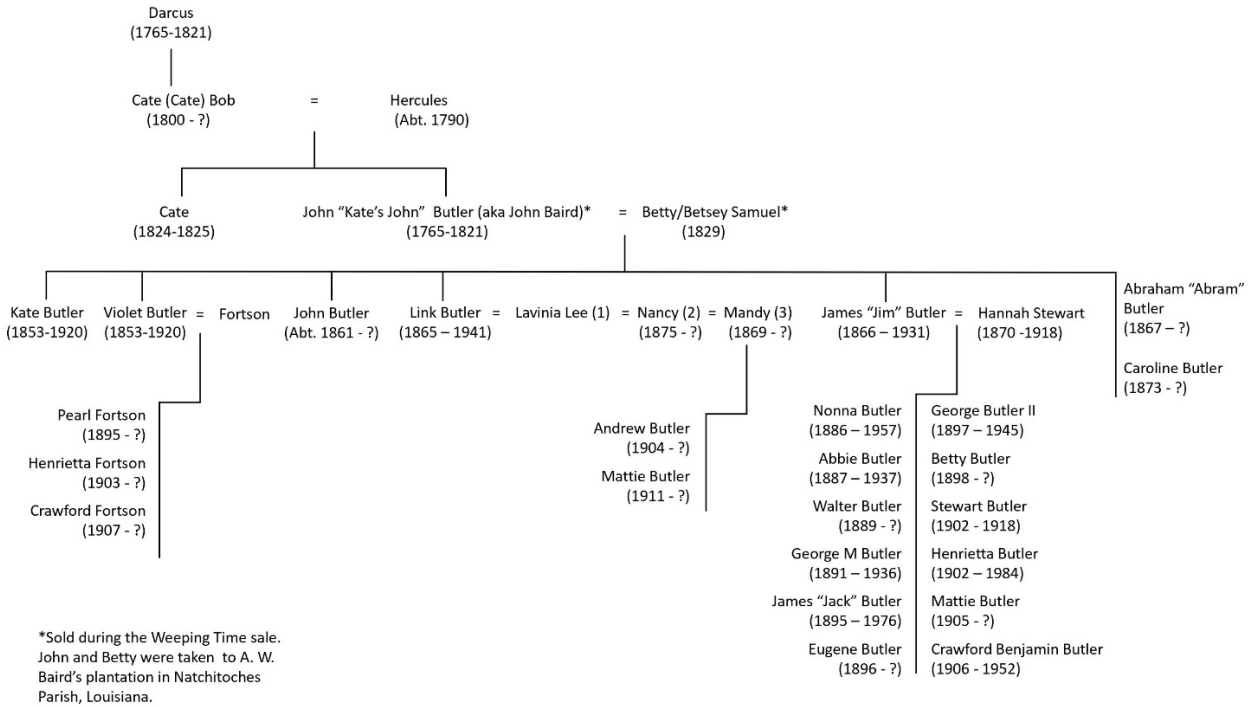 Darcus
(1765-1821)
Cate (Cate) Bob = Hercules
(1800 - ?) (Abt. 1790)
Cate John “Kate’s John” Butler (aka John Baird)* = Betty/Betsey Samuel*
(1824-1825) (1765-1821) (1829)
Kate Butler Violet Butler = Fortson John Butler Link Butler = Lavinia Lee (1) = Nancy (2) = Mandy (3) James “Jim” Butler = Hannah Stewart
(1853-1920) (1853-1920) (Abt. 1861 - ?) (1865 – 1941) (1875 - ?) (1869 - ?) (1866 – 1931) (1870 -1918)
Abraham “Abram”
Butler
(1867 – ?)
Caroline Butler
(1873 - ?)
Pearl Fortson
(1895 - ?)
Henrietta Fortson
(1903 - ?)
Crawford Fortson
(1907 - ?)
Andrew Butler
(1904 - ?)
Mattie Butler
(1911 - ?)
Nonna Butler George Butler II
(1886 – 1957) (1897 – 1945)
Abbie Butler Betty Butler
(1887 – 1937) (1898 - ?)
Walter Butler Stewart Butler
(1889 - ?) (1902 - 1918)
George M Butler Henrietta Butler
(1891 – 1936) (1902 – 1984)
James “Jack” Butler Mattie Butler
(1895 – 1976) (1905 - ?)
Eugene Butler Crawford Benjamin Butler
(1896 - ?) (1906 - 1952)
*Sold during the Weeping Time sale.
John and Betty were taken to A. W.
Baird’s plantation in Natchitoches
Parish, Louisiana.